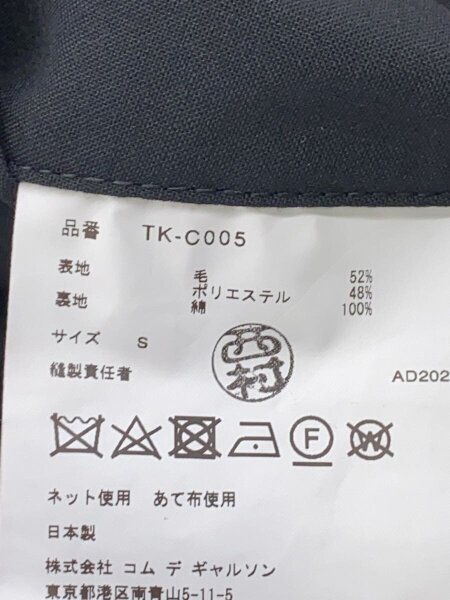 品番 TK-C005
表地 毛 52%
ポリエステル 48%
裏地 綿 100%
サイズ S
縫製責任者 西村
AD202
F W
ネット使用 あて布使用
日本製
株式会社 コム デ ギャルソン
東京都港区南青山5-11-5